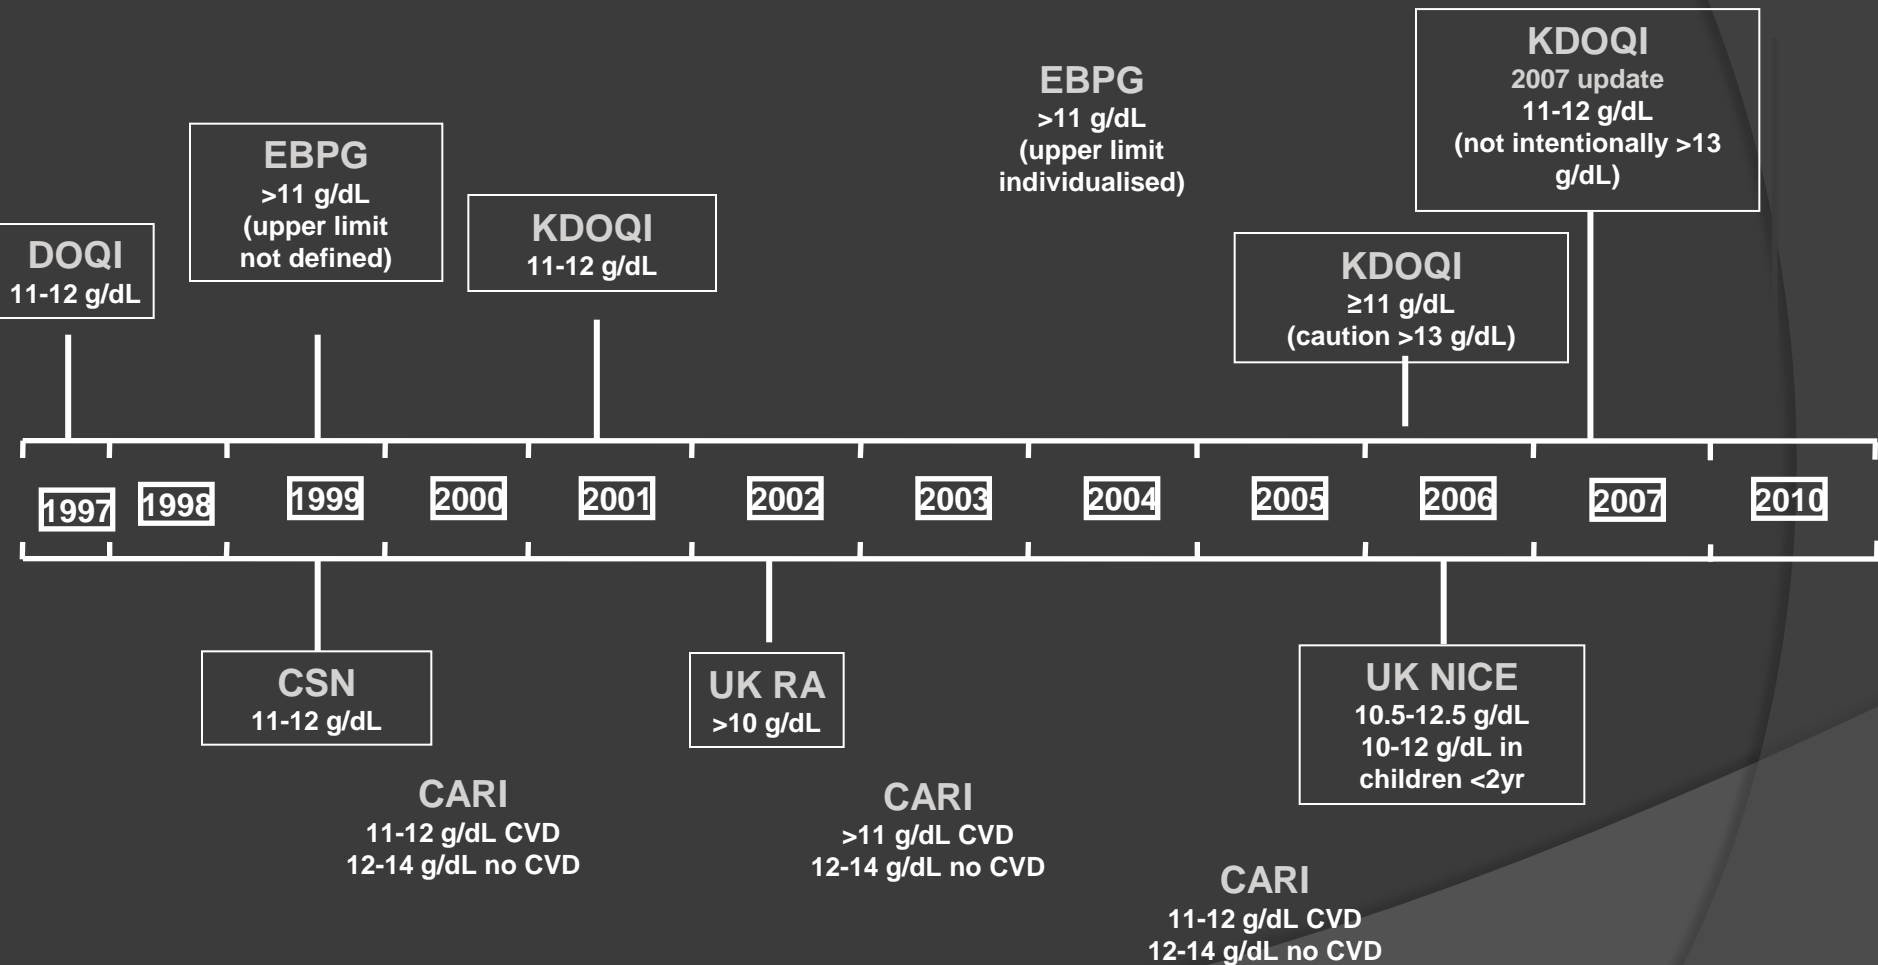 DOQI
11-12 g/dL
EBPG
>11 g/dL
(upper limit
not defined)
KDOQI
11-12 g/dL
EBPG
>11 g/dL
(upper limit
individualised)
KDOQI
≥11 g/dL
(caution >13 g/dL)
KDOQI
2007 update
11-12 g/dL
(not intentionally >13
g/dL)
1997
1998
1999
2000
2001
2002
2003
2004
2005
2006
2007
2010
CSN
11-12 g/dL
CARI
11-12 g/dL CVD
12-14 g/dL no CVD
UK RA
>10 g/dL
CARI
>11 g/dL CVD
12-14 g/dL no CVD
CARI
11-12 g/dL CVD
12-14 g/dL no CVD
UK NICE
10.5-12.5 g/dL
10-12 g/dL in
children <2yr